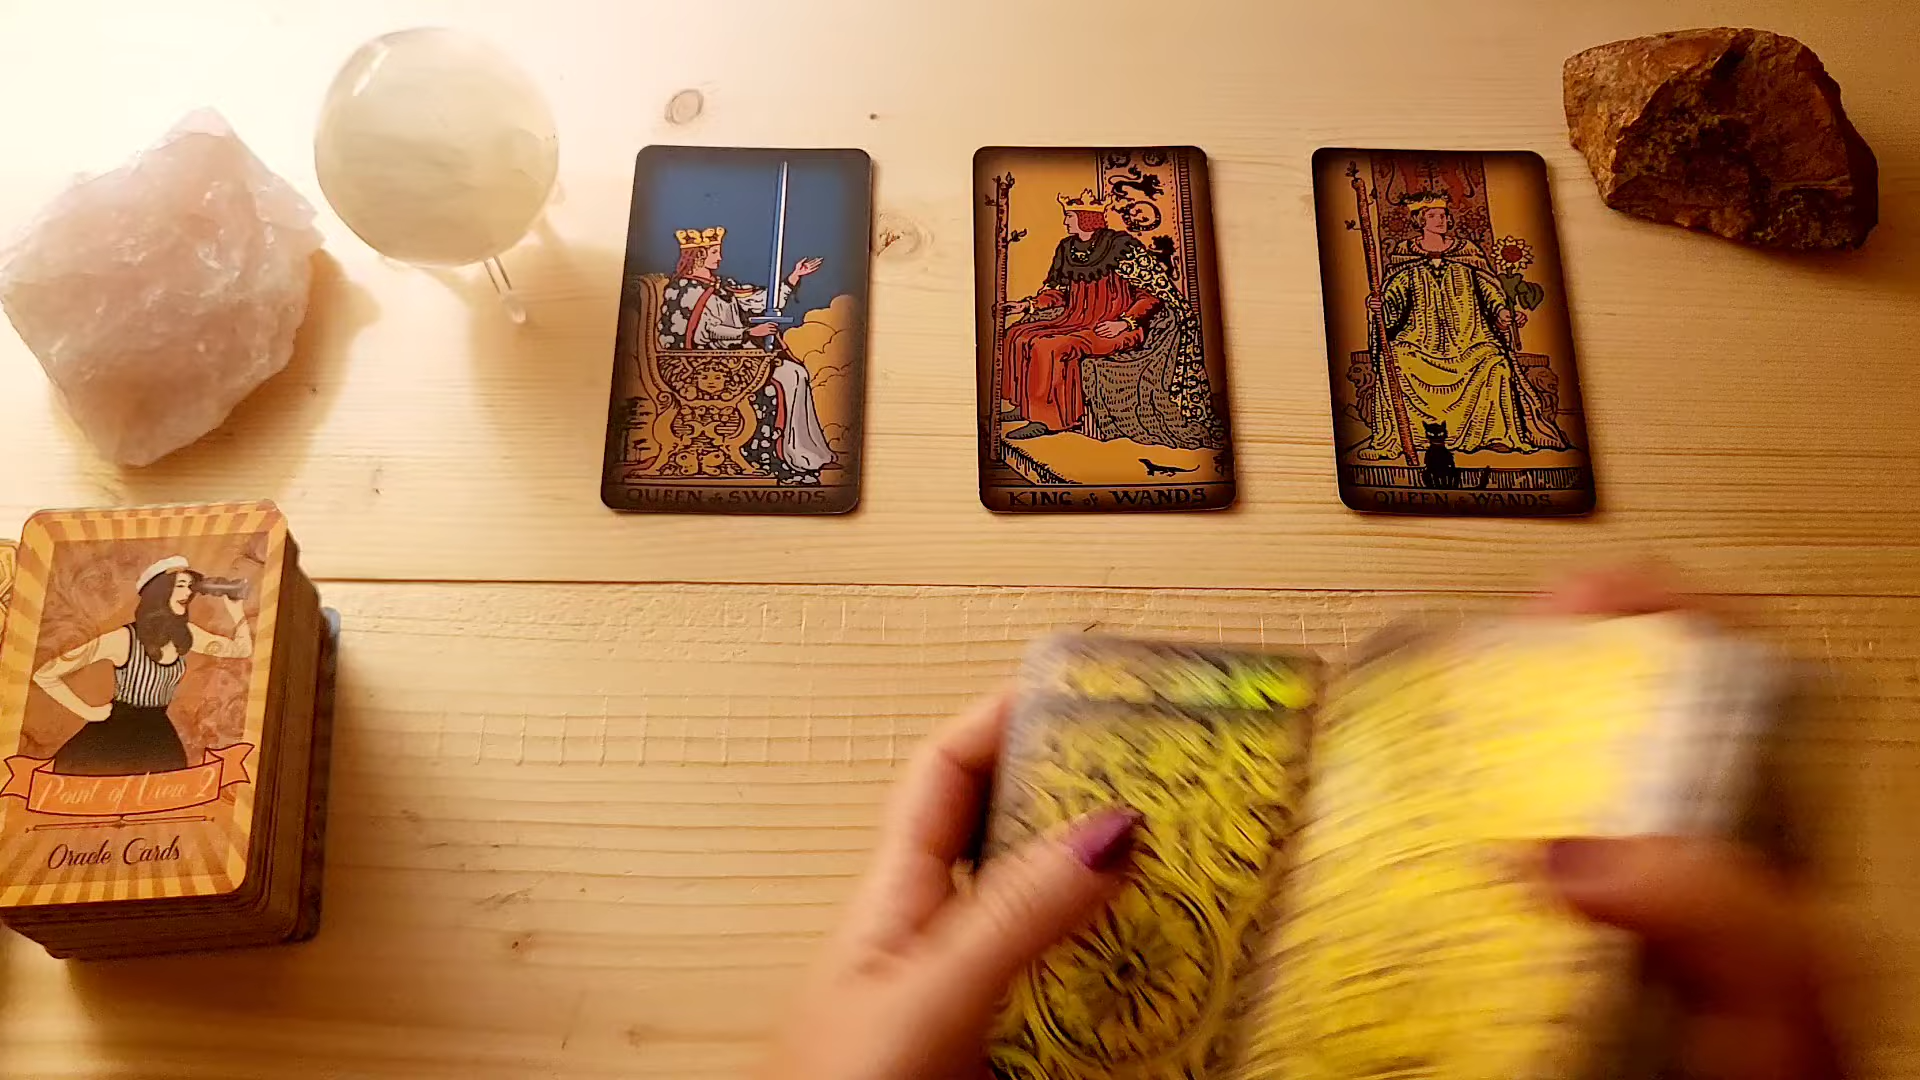 QUEEN of SWORDS.
KING of WANDS
QUEEN of WANDS.
Point of View 2
Oracle Cards